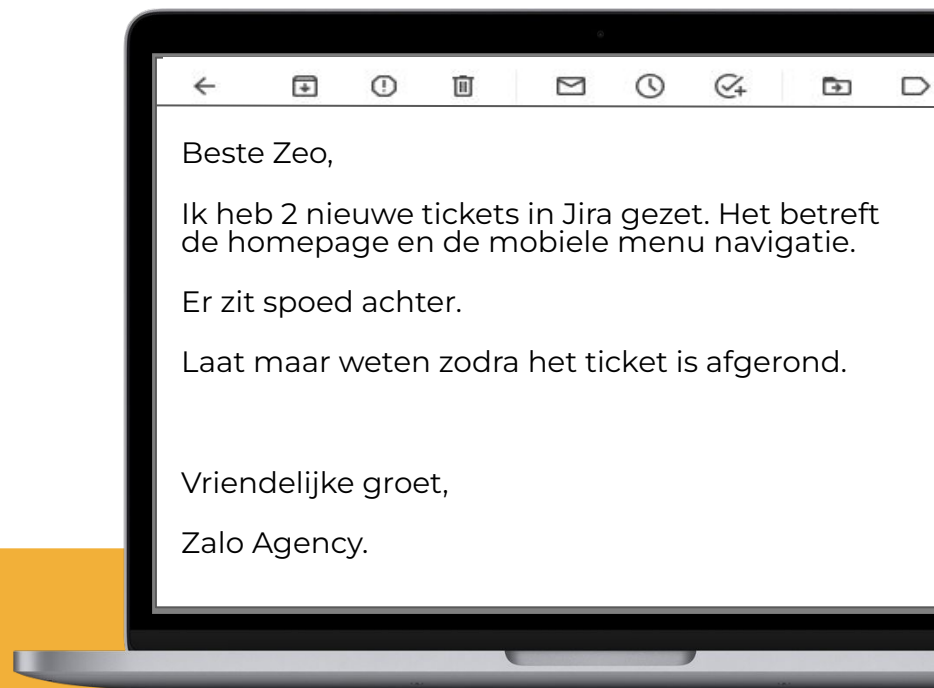 Beste Zeo,
Ik heb 2 nieuwe tickets in Jira gezet. Het betreft
de homepage en de mobiele menu navigatie.
Er zit spoed achter.
Laat maar weten zodra het ticket is afgerond.
Vriendelijke groet,
Zalo Agency.